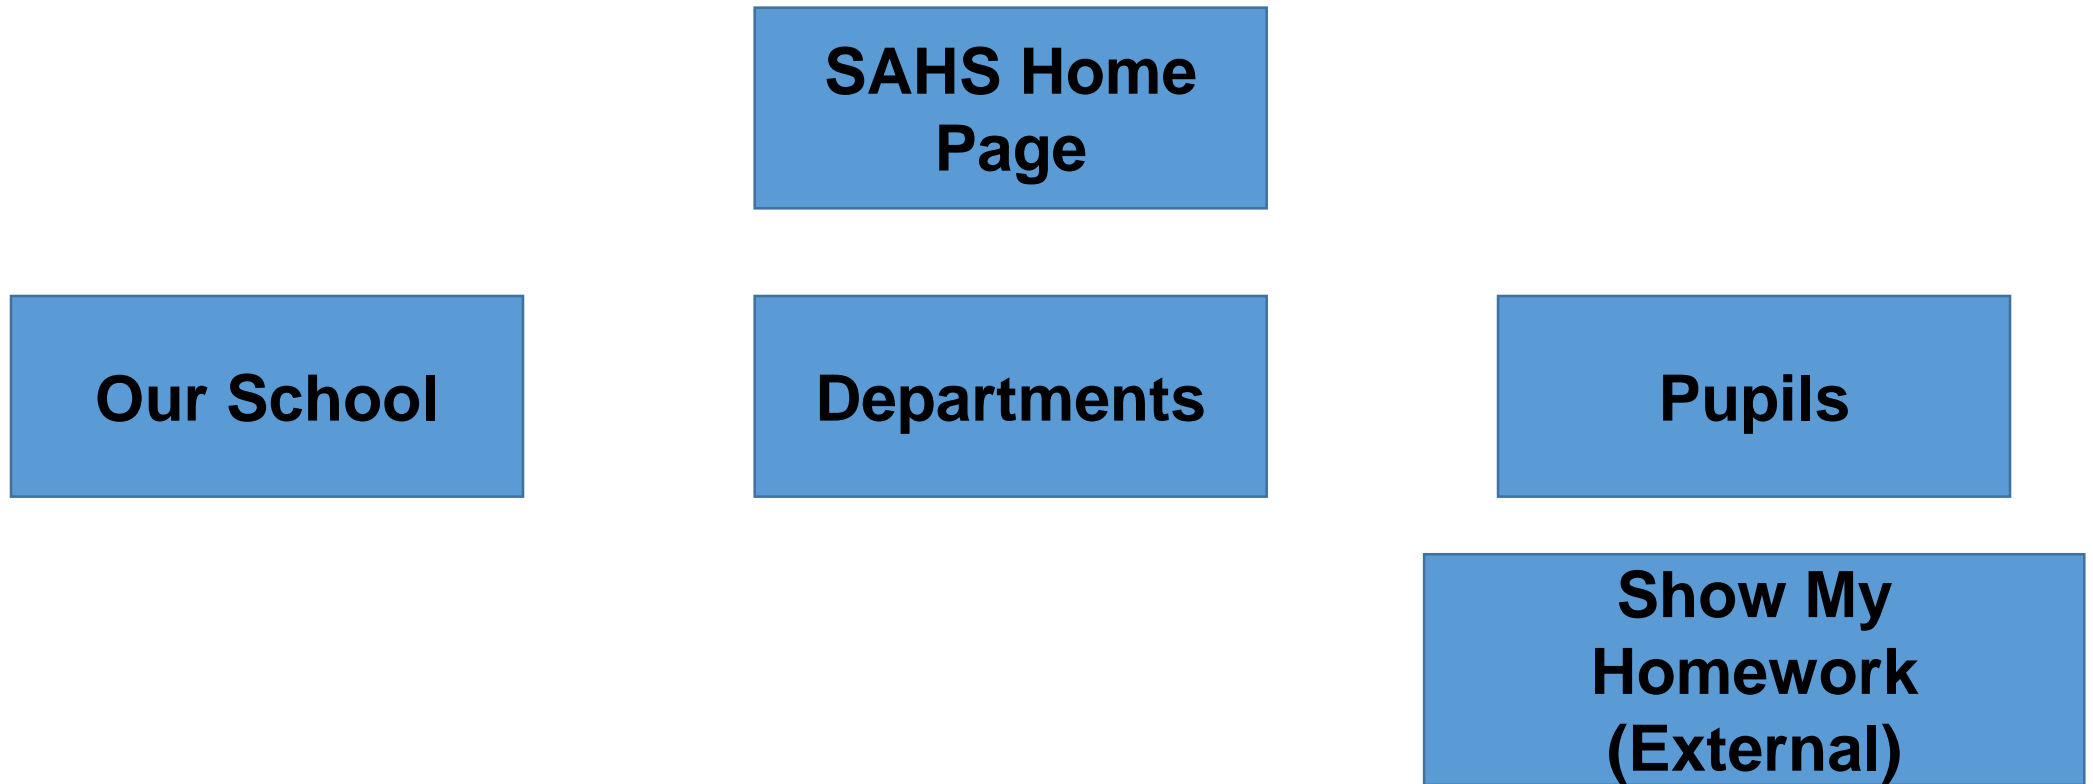 SAHS Home
Page
Our School
Departments
Pupils
Show My
Homework
(External)